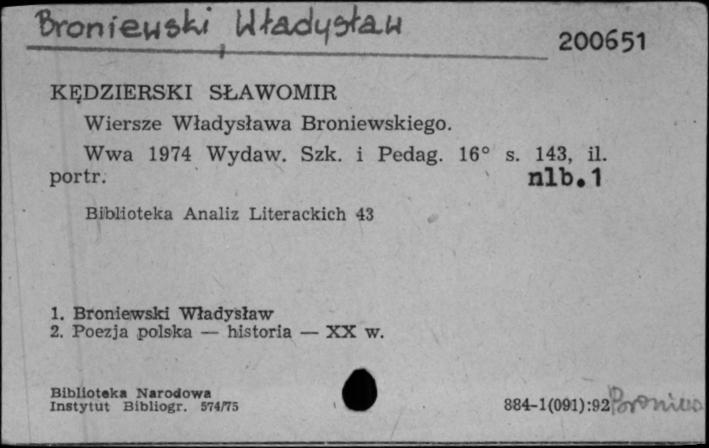 Broniewski, Władysław
200651
KĘDZIERSKI SŁAWOMIR
Wiersze Władysława Broniewskiego.
Wwa 1974 Wydaw. Szk. i Pedag. 16° s. 143, il.
portr. nlb.1
Biblioteka Analiz Literackich 43
1. Broniewski Władysław
2. Poezja polska — historia — XX w.
Biblioteka Narodowa
Instytut Bibliogr. 574/75
884-1(091):92